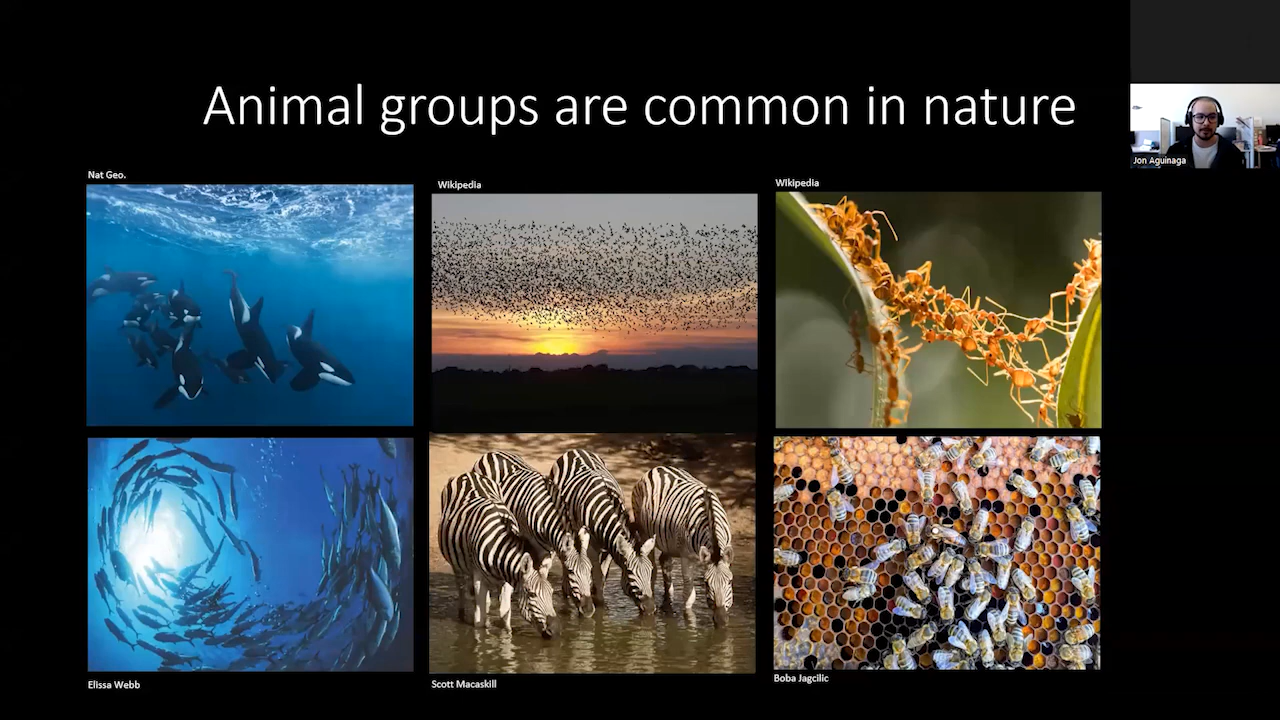 Animal groups are common in nature
Jon Aguinaga
Nat Geo.
Wikipedia
Wikipedia
Elissa Webb
Scott Macaskill
Boba Jagcilic